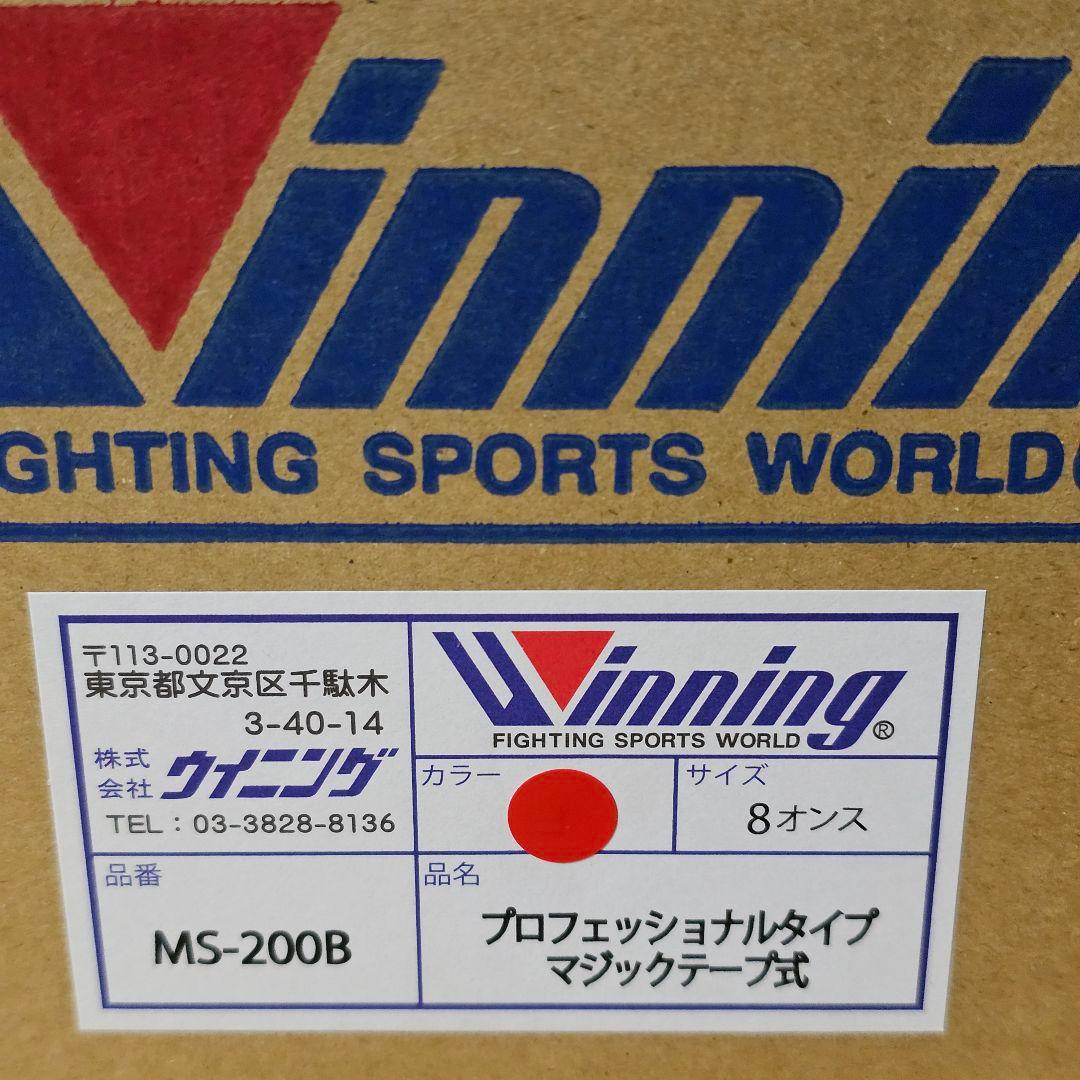 Winnin
GHTING SPORTS WORLD
〒113-0022
東京都文京区千駄木
3-40-14
株式
会社 ウイニング
TEL : 03-3828-8136
Winning®
FIGHTING SPORTS WORLD
カラー
サイズ
8オンス
品番
MS-200B
品名
プロフェッショナルタイプ
マジックテープ式